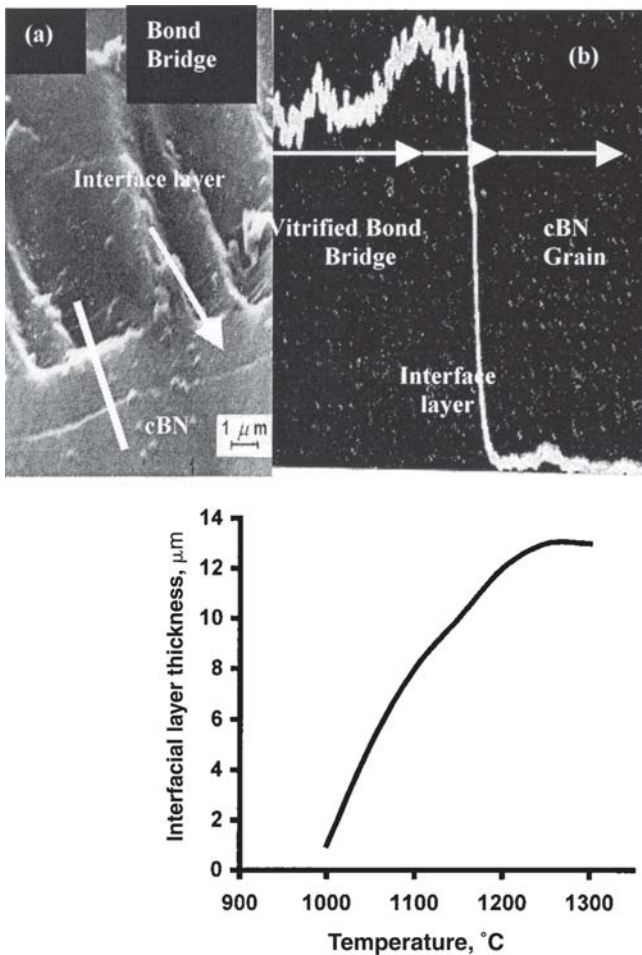 (a)
Bond
Bridge
Interface layer
cBN
1 μm
(b)
Vitrified Bond
Bridge
cBN
Grain
Interface
layer
14
12
10
8
6
4
2
0
Interfacial layer thickness, μm
900 1000 1100 1200 1300
Temperature, °C